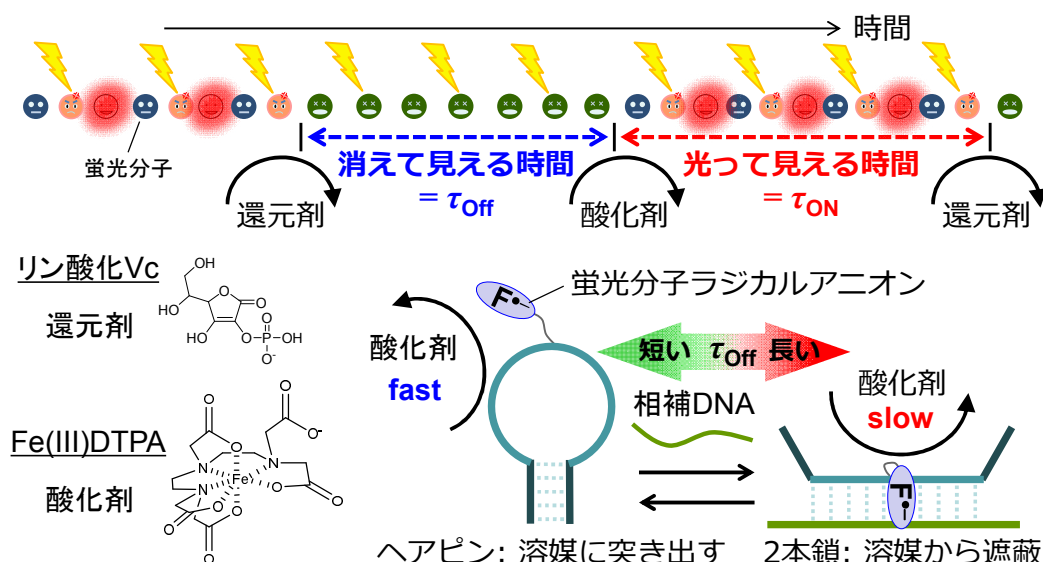 時間
蛍光分子
消えて見える時間
= τOff
光って見える時間
= τON
還元剤
酸化剤
還元剤
リン酸化Vc
還元剤
OH
HO
O
O
HO
O
P
OH
O
O-
Fe(III)DTPA
酸化剤
O
O-
O
O
N
N
N
Fe
O
O
O
O
O
O
蛍光分子ラジカルアニオン
F•–
酸化剤
fast
短い τOff 長い
相補DNA
酸化剤
slow
F•–
ヘアピン: 溶媒に突き出す
2本鎖: 溶媒から遮蔽